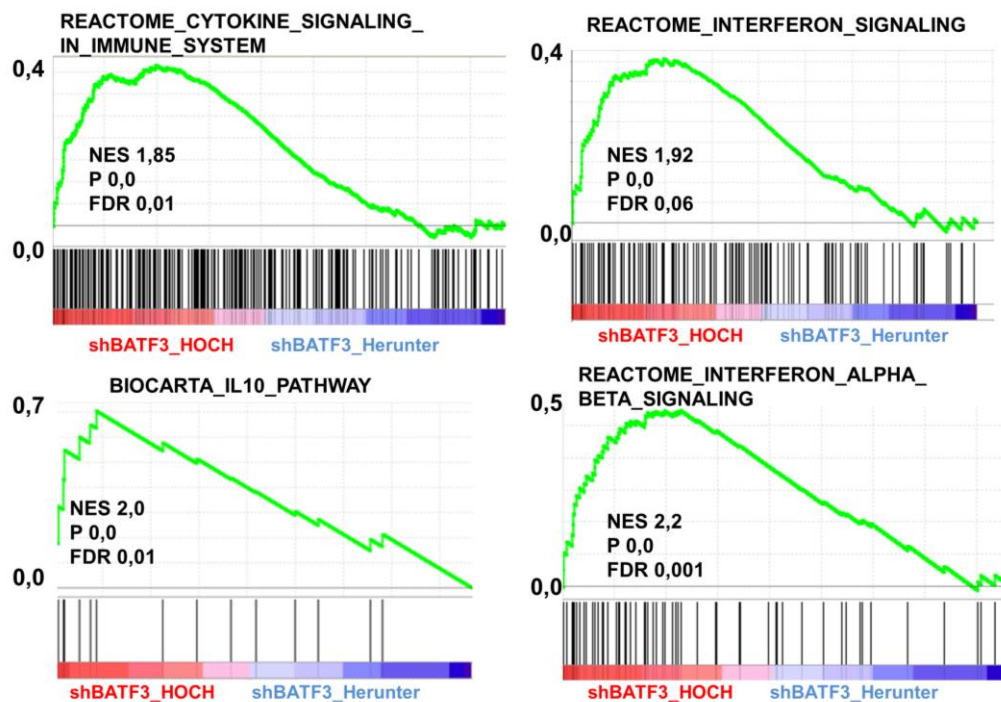 REACTOME_CYTOKINE_SIGNALING_
IN_IMMUNE_SYSTEM
0,4
NES 1,85
P 0,0
FDR 0,01
0,0
shBATF3_HOCH shBATF3_Herunter
REACTOME_INTERFERON_SIGNALING
0,4
NES 1,92
P 0,0
FDR 0,06
0,0
shBATF3_HOCH shBATF3_Herunter
BIOCARTA_IL10_PATHWAY
0,7
NES 2,0
P 0,0
FDR 0,01
0,0
shBATF3_HOCH shBATF3_Herunter
REACTOME_INTERFERON_ALPHA_
BETA_SIGNALING
0,5
NES 2,2
P 0,0
FDR 0,001
0,0
shBATF3_HOCH shBATF3_Herunter